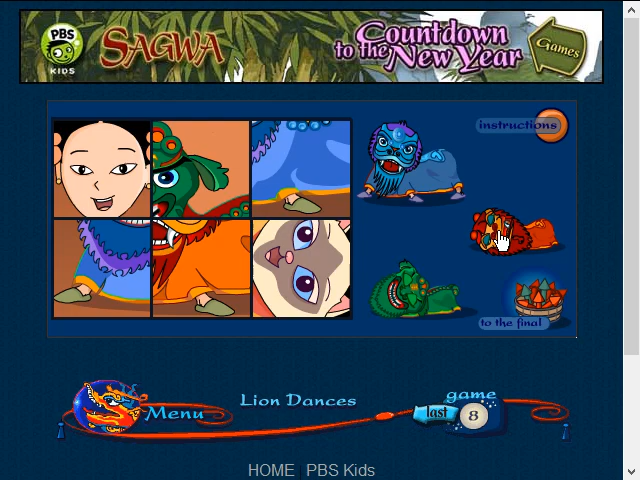 PBS
KIDS
SAGWA
Countdown
to the
New Year
Games
instructions
to the final
Menu
Lion Dances
game
last
8
HOME | PBS Kids